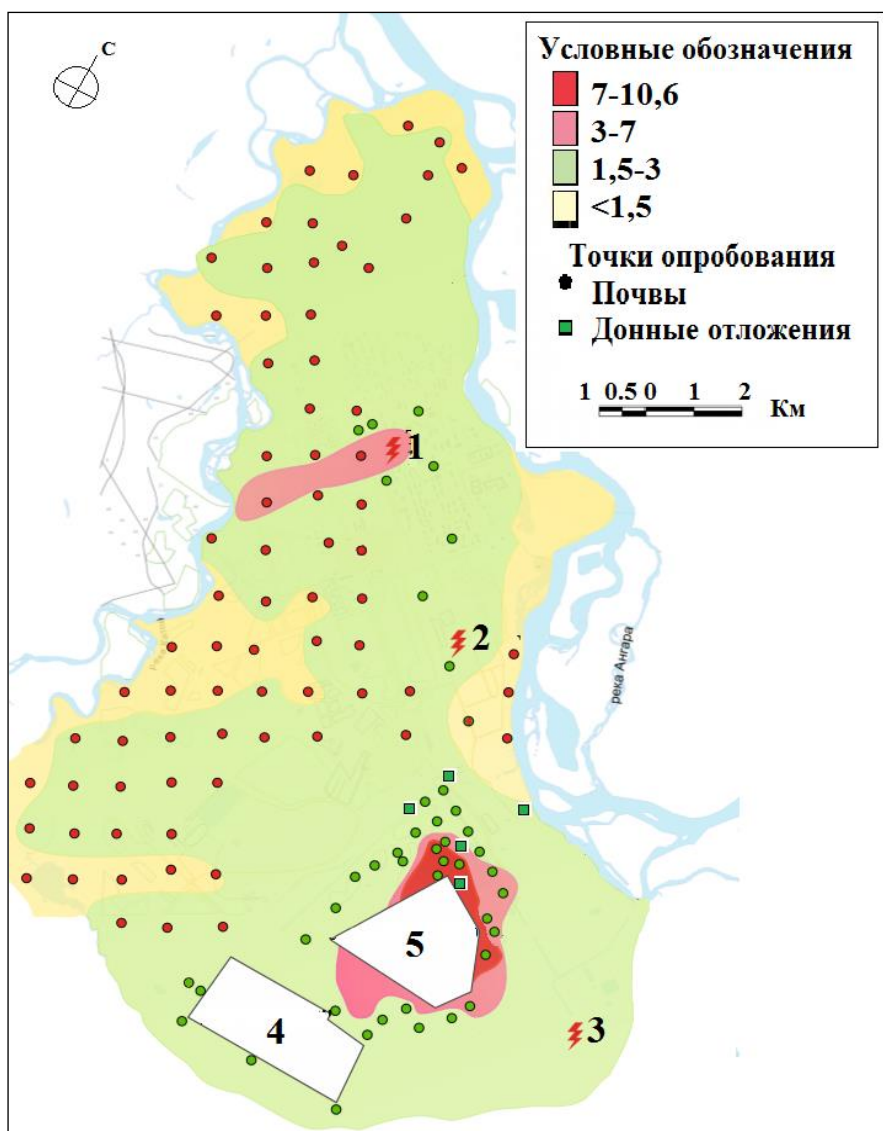 С
Условные обозначения
7-10,6
3-7
1,5-3
<1,5
Точки опробования
Почвы
Донные отложения
1 0.5 0 1 2
Км
1
2
река Ангара
5
4
3